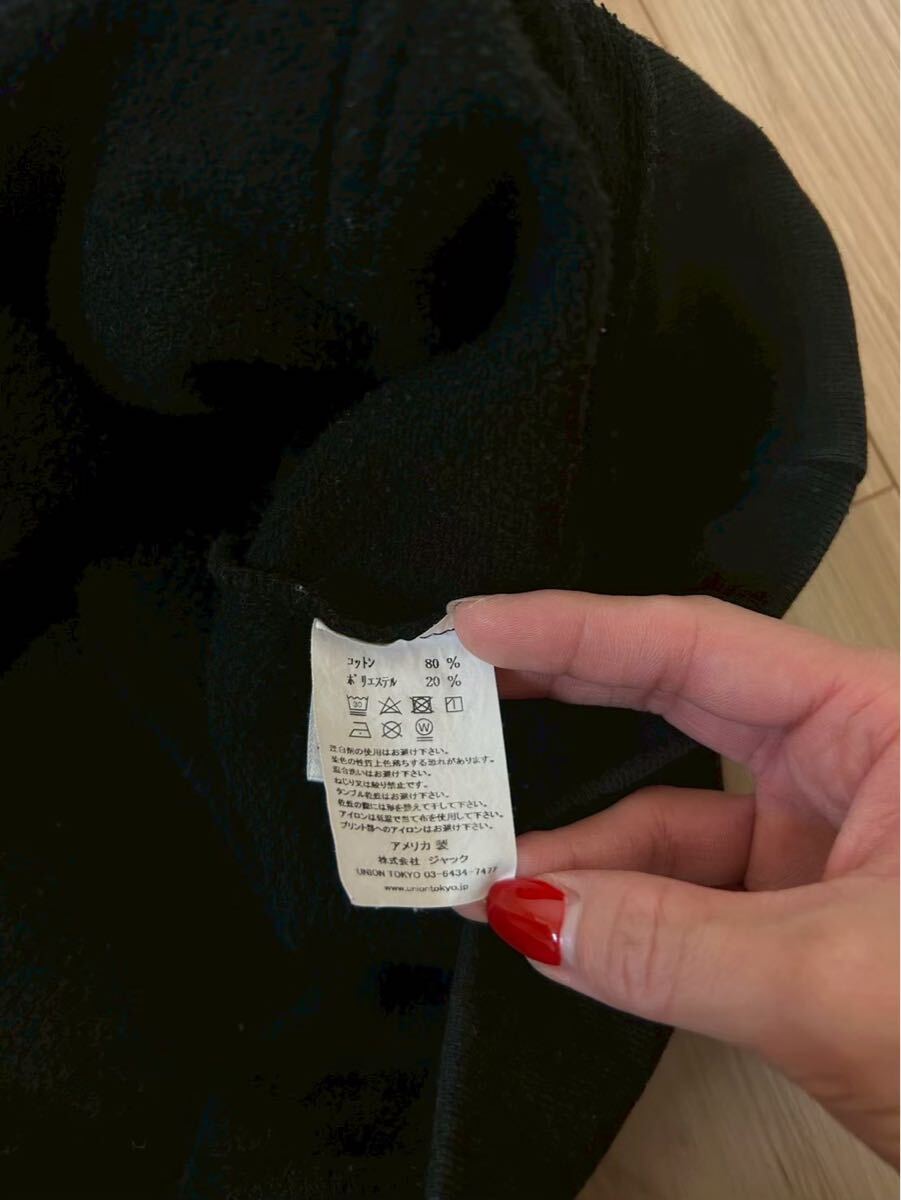 コットン 80 %
ポリエステル 20 %
30
W
漂白剤の使用はお避け下さい。
染色の性質上色落ちする恐れがあります。
混合洗いはお避け下さい。
ねじり又は絞り禁止です。
タンブル乾燥はお避け下さい。
乾燥の際には形を整えて干して下さい。
アイロンは低温で当て布を使用して下さい。
プリント部へのアイロンはお避け下さい。
アメリカ 製
株式会社 ジャック
UNION TOKYO 03-6434-7477
www.uniontokyo.jp